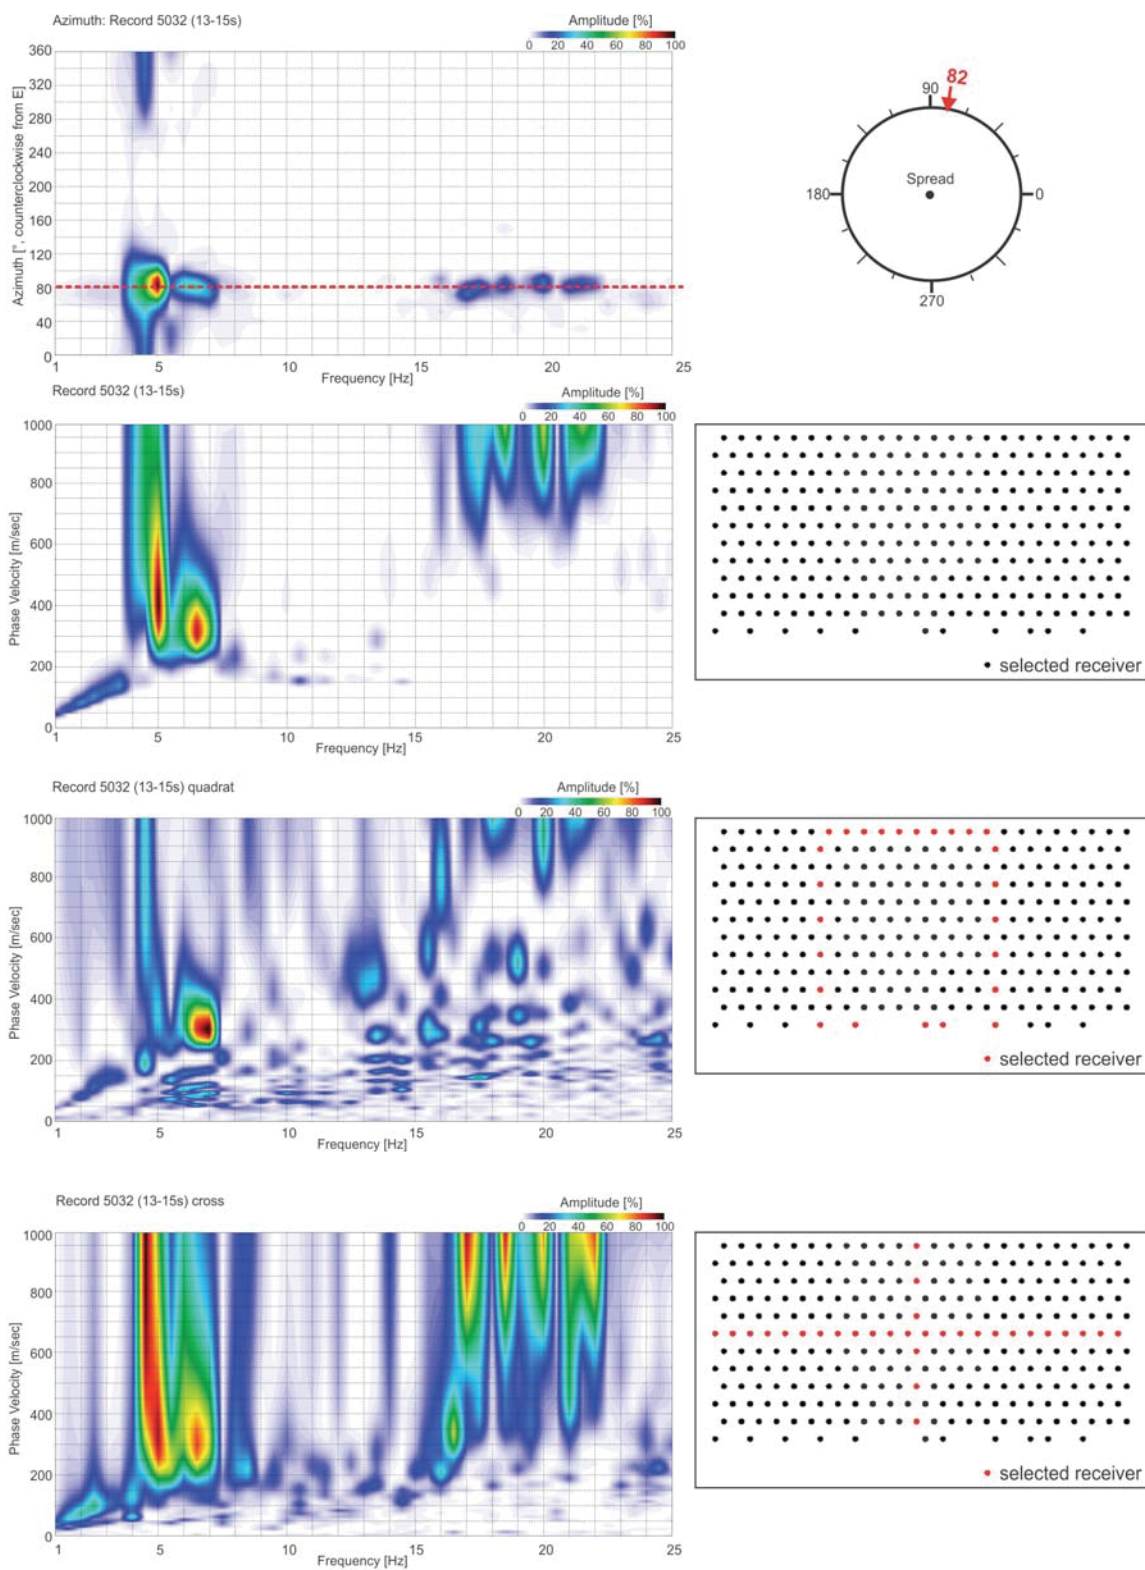 Azimuth: Record 5032 (13-15s)
Amplitude [%]
0 20 40 60 80 100
360
320
280
240
200
160
120
80
40
0
Azimuth [°, counterclockwise from E]
1 5 10 15 20 25
Frequency [Hz]
82
90
180
Spread
0
270
Record 5032 (13-15s)
Amplitude [%]
0 20 40 60 80 100
1000
800
600
400
200
0
Phase Velocity [m/sec]
1 5 10 15 20 25
Frequency [Hz]
selected receiver
Record 5032 (13-15s) quadrat
Amplitude [%]
0 20 40 60 80 100
1000
800
600
400
200
0
Phase Velocity [m/sec]
1 5 10 15 20 25
Frequency [Hz]
selected receiver
Record 5032 (13-15s) cross
Amplitude [%]
0 20 40 60 80 100
1000
800
600
400
200
0
Phase Velocity [m/sec]
1 5 10 15 20 25
Frequency [Hz]
selected receiver